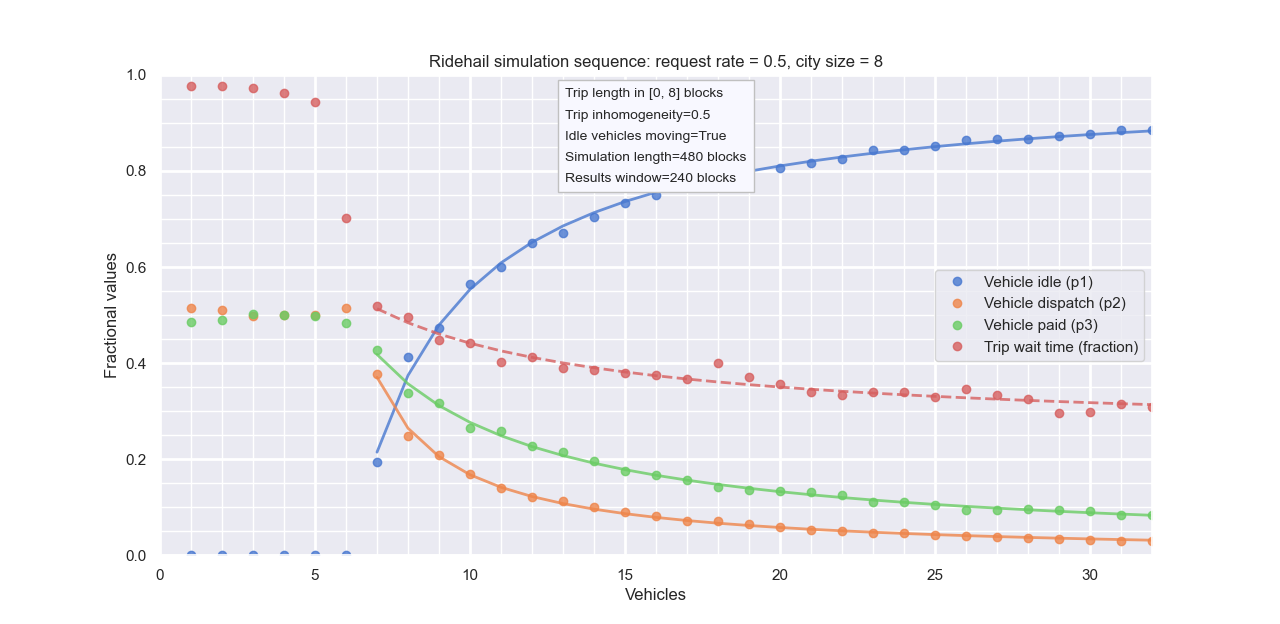 Ridehail simulation sequence: request rate = 0.5, city size = 8
Trip length in [0, 8] blocks
Trip inhomogeneity=0.5
Idle vehicles moving=True
Simulation length=480 blocks
Results window=240 blocks
Fractional values
1.0
0.8
0.6
0.4
0.2
0.0
Vehicle idle (p1)
Vehicle dispatch (p2)
Vehicle paid (p3)
Trip wait time (fraction)
0 5 10 15 20 25 30
Vehicles